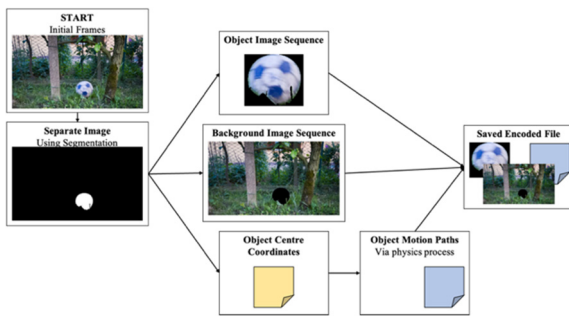 START
Initial Frames
Separate Image
Using Segmentation
Object Image Sequence
Background Image Sequence
Object Centre
Coordinates
Object Motion Paths
Via physics process
Saved Encoded File